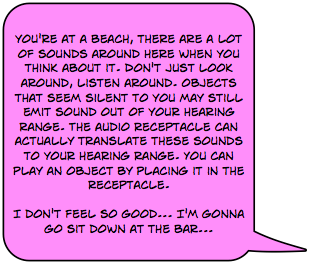 YOU'RE AT A BEACH, THERE ARE A LOT
OF SOUNDS AROUND HERE WHEN YOU
THINK ABOUT IT. DON'T JUST LOOK
AROUND, LISTEN AROUND. OBJECTS
THAT SEEM SILENT TO YOU MAY STILL
EMIT SOUND OUT OF YOUR HEARING
RANGE. THE AUDIO RECEPTACLE CAN
ACTUALLY TRANSLATE THESE SOUNDS
TO YOUR HEARING RANGE. YOU CAN
PLAY AN OBJECT BY PLACING IT IN THE
RECEPTACLE.
I DON'T FEEL SO GOOD... I'M GONNA
GO SIT DOWN AT THE BAR...